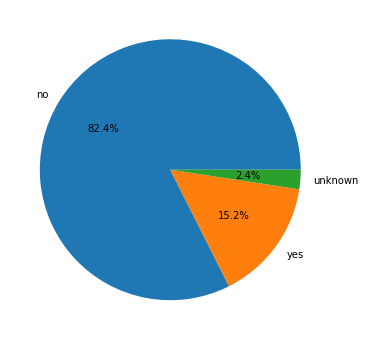 no
82.4%
2.4%
unknown
15.2%
yes